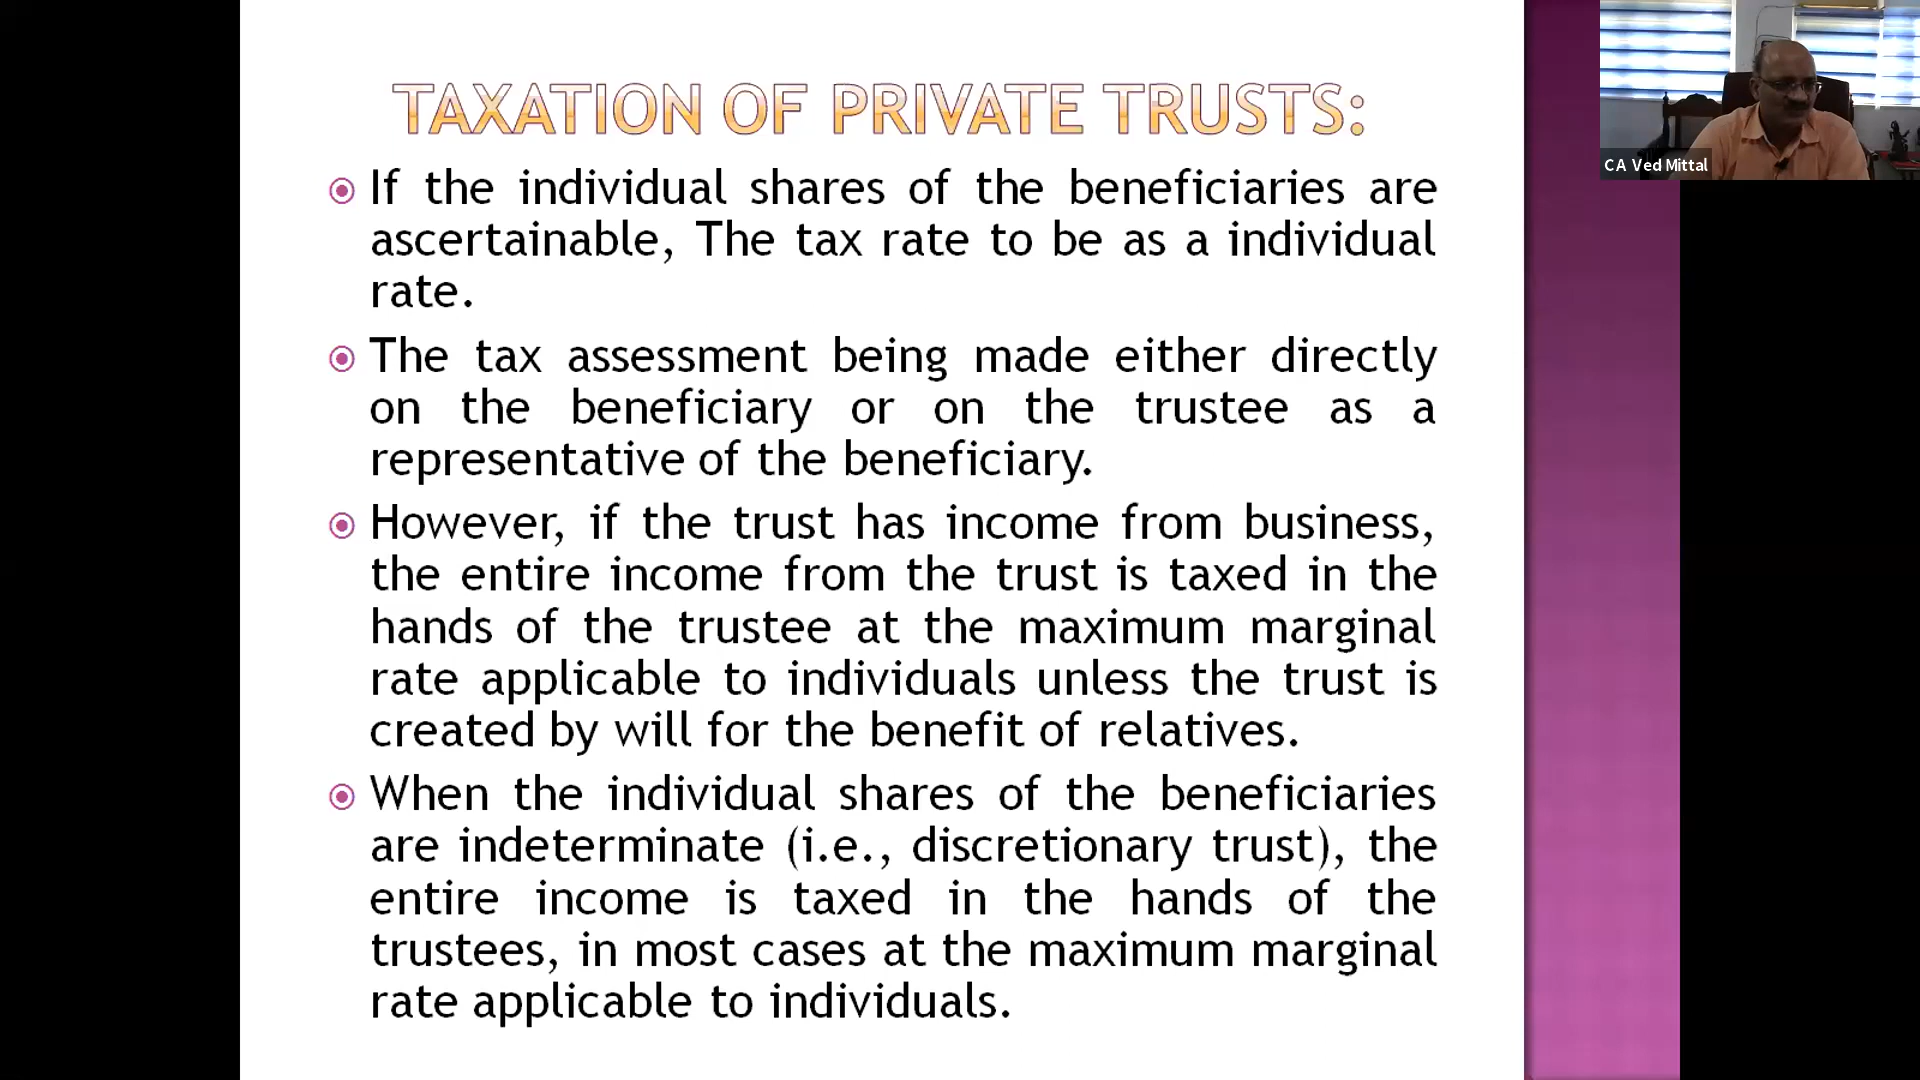 TAXATION OF PRIVATE TRUSTS:
If the individual shares of the beneficiaries are
ascertainable, The tax rate to be as a individual
rate.
The tax assessment being made either directly
on the beneficiary or on the trustee as a
representative of the beneficiary.
However, if the trust has income from business,
the entire income from the trust is taxed in the
hands of the trustee at the maximum marginal
rate applicable to individuals unless the trust is
created by will for the benefit of relatives.
When the individual shares of the beneficiaries
are indeterminate (i.e., discretionary trust), the
entire income is taxed in the hands of the
trustees, in most cases at the maximum marginal
rate applicable to individuals.
CA Ved Mittal